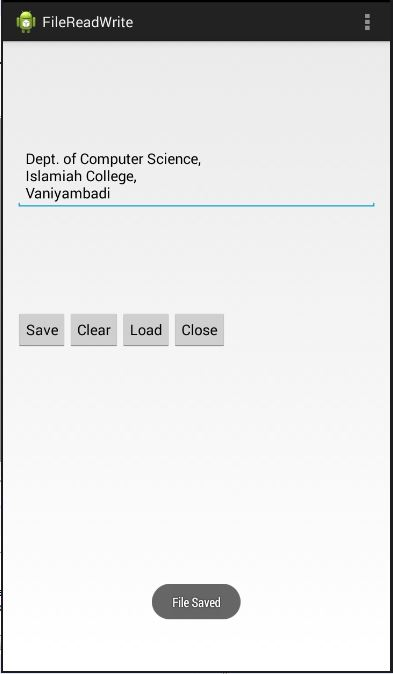 FileReadWrite
Dept. of Computer Science,
Islamiah College,
Vaniyambadi
Save Clear Load Close
File Saved